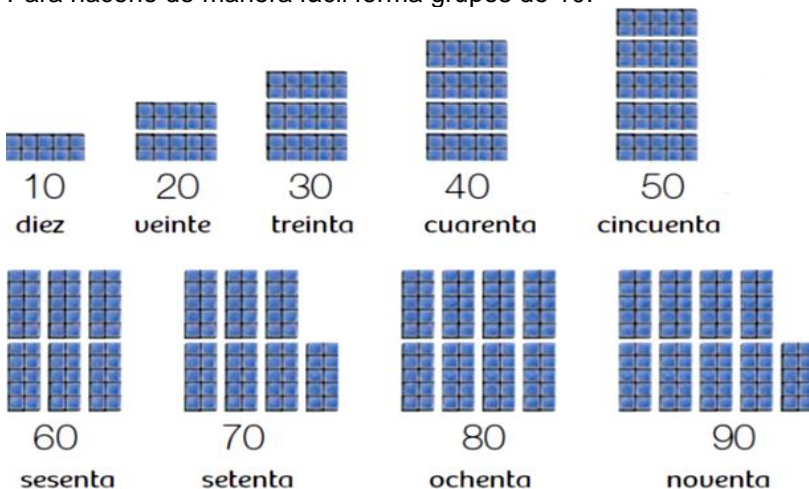 Para hacerlo de manera fácil forma grupos de 10.
10 20 30 40 50
diez veinte treinta cuarenta cincuenta
60 70 80 90
sesenta setenta ochenta noventa